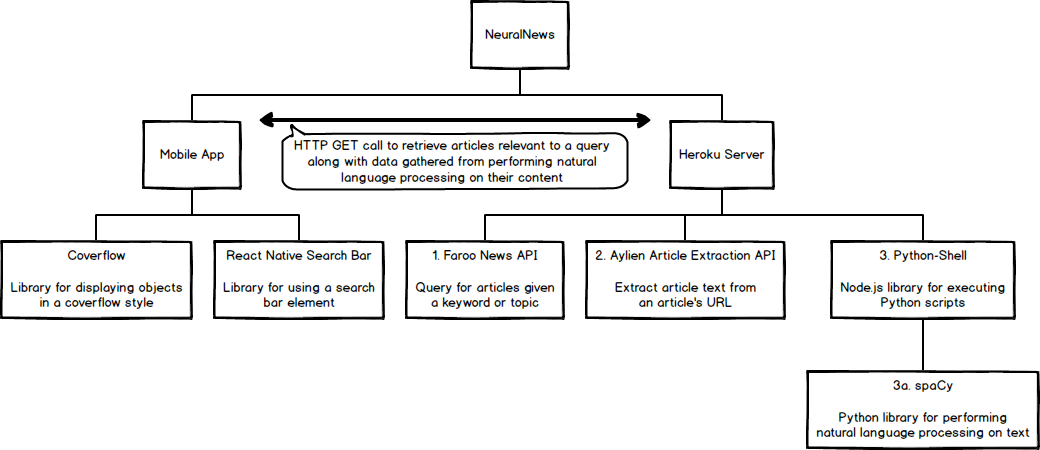 NeuralNews
Mobile App
HTTP GET call to retrieve articles relevant to a query
along with data gathered from performing natural
language processing on their content
Heroku Server
Coverflow
Library for displaying objects
in a coverflow style
React Native Search Bar
Library for using a search
bar element
1. Faroo News API
Query for articles given
a keyword or topic
2. Aylien Article Extraction API
Extract article text from
an article's URL
3. Python-Shell
Node.js library for executing
Python scripts
3a. spaCy
Python library for performing
natural language processing on text